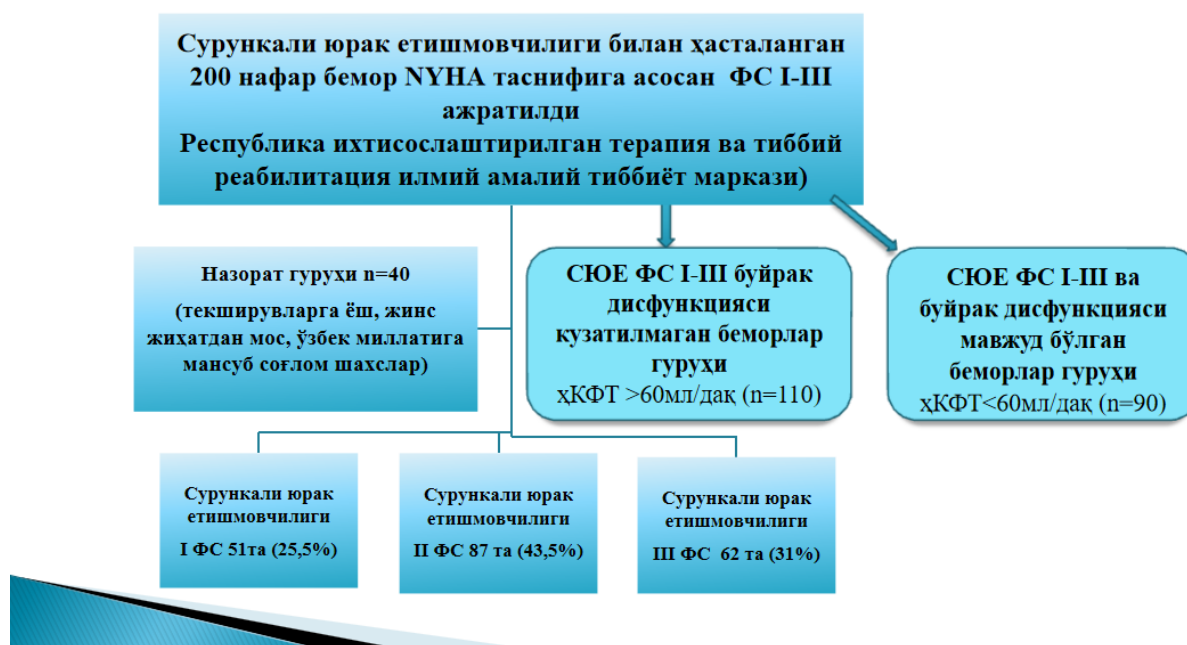 Сурункали юрак етишмовчилиги билан ҳасталанган
200 нафар бемор NYHA таснифига асосан ФС I-III
ажратилди
Республика ихтисослаштирилган терапия ва тиббий
реабилитация илмий амалий тиббиёт маркази)
Назорат гуруҳи n=40
(текширувларга ёш, жинс
жиҳатдан мос, ўзбек миллатига
мансуб соғлом шахслар)
СЮЕ ФС I-III буйрак
дисфункцияси
кузатилмаган беморлар
гуруҳи
ҳКФТ >60мл/дақ (n=110)
СЮЕ ФС I-III ва
буйрак дисфункцияси
мавжуд бўлган
беморлар гуруҳи
ҳКФТ<60мл/дақ (n=90)
Сурункали юрак
етишмовчилиги
I ФС 51та (25,5%)
Сурункали юрак
етишмовчилиги
II ФС 87 та (43,5%)
Сурункали юрак
етишмовчилиги
III ФС 62 та (31%)